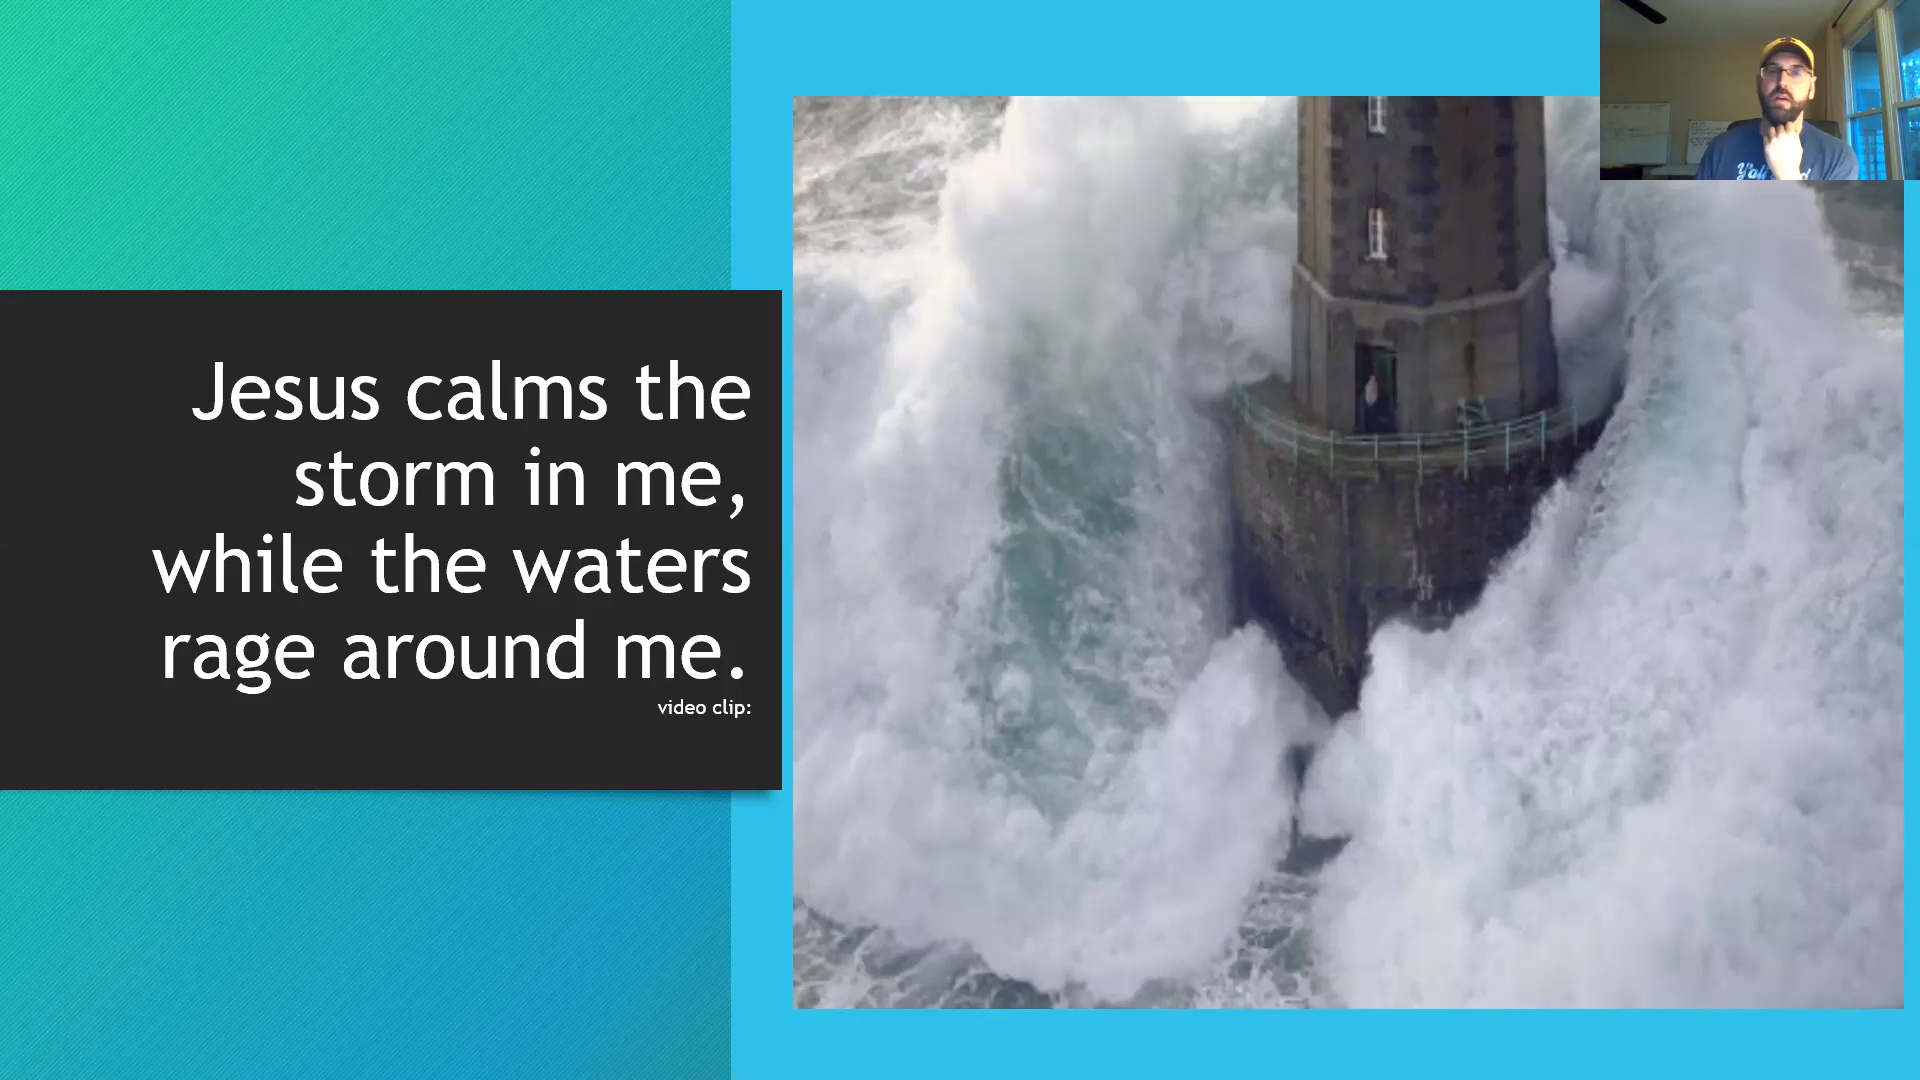 Jesus calms the
storm in me,
while the waters
rage around me.
video clip: